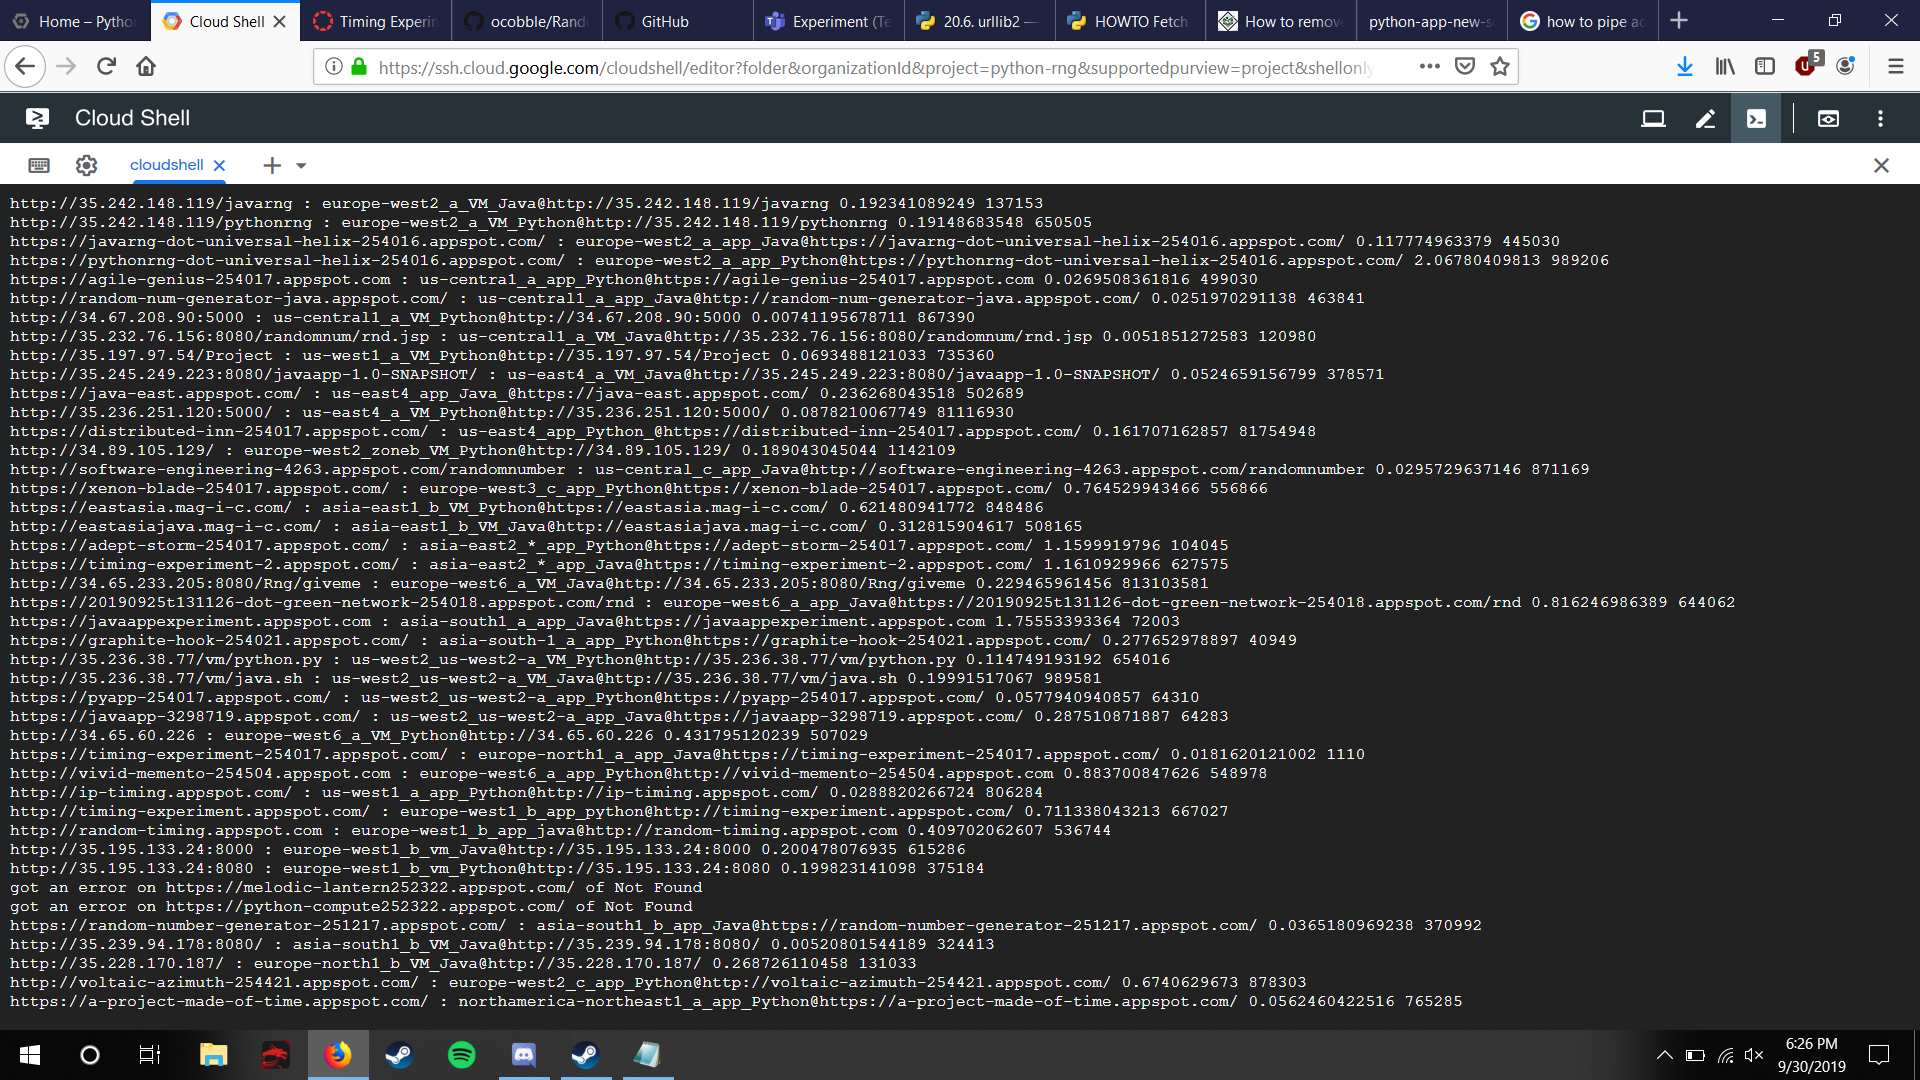 Home – Pytho
Cloud Shell
Timing Experin
ocobble/Rand
GitHub
Experiment (Te
20.6. urllib2 —
HOWTO Fetch
How to remov
python-app-new-s
how to pipe ac
https://ssh.cloud.google.com/cloudshell/editor?folder&organizationId&project=python-rng&supportedpurview=project&shellonly
5
Cloud Shell
cloudshell
http://35.242.148.119/javarng : europe-west2_a_VM_Java@http://35.242.148.119/javarng 0.192341089249 137153
http://35.242.148.119/pythonrng : europe-west2_a_VM_Python@http://35.242.148.119/pythonrng 0.19148683548 650505
https://javarng-dot-universal-helix-254016.appspot.com/ : europe-west2_a_app_Java@https://javarng-dot-universal-helix-254016.appspot.com/ 0.117774963379 445030
https://pythonrng-dot-universal-helix-254016.appspot.com/ : europe-west2_a_app_Python@https://pythonrng-dot-universal-helix-254016.appspot.com/ 2.06780409813 989206
https://agile-genius-254017.appspot.com : us-central_a_app_Python@https://agile-genius-254017.appspot.com 0.0269508361816 499030
http://random-num-generator-java.appspot.com/ : us-central1_a_app_Java@http://random-num-generator-java.appspot.com/ 0.0251970291138 463841
http://34.67.208.90:5000 : us-central1_a_VM_Python@http://34.67.208.90:5000 0.00741195678711 867390
http://35.232.76.156:8080/randomnum/rnd.jsp : us-central1_a_VM_Java@http://35.232.76.156:8080/randomnum/rnd.jsp 0.0051851272583 120980
http://35.197.97.54/Project : us-west1_a_VM_Python@http://35.197.97.54/Project 0.0693488121033 735360
http://35.245.249.223:8080/javaapp-1.0-SNAPSHOT/ : us-east4_a_VM_Java@http://35.245.249.223:8080/javaapp-1.0-SNAPSHOT/ 0.0524659156799 378571
https://java-east.appspot.com/ : us-east4_app_Java_@https://java-east.appspot.com/ 0.236268043518 502689
http://35.236.251.120:5000/ : us-east4_a_VM_Python@http://35.236.251.120:5000/ 0.0878210067749 81116930
https://distributed-inn-254017.appspot.com/ : us-east4_app_Python_@https://distributed-inn-254017.appspot.com/ 0.161707162857 81754948
http://34.89.105.129/ : europe-west2_zoneb_VM_Python@http://34.89.105.129/ 0.189043045044 1142109
http://software-engineering-4263.appspot.com/randomnumber : us-central_c_app_Java@http://software-engineering-4263.appspot.com/randomnumber 0.0295729637146 871169
https://xenon-blade-254017.appspot.com/ : europe-west3_c_app_Python@https://xenon-blade-254017.appspot.com/ 0.764529943466 556866
https://eastasia.mag-i-c.com/ : asia-east1_b_VM_Python@https://eastasia.mag-i-c.com/ 0.621480941772 848486
http://eastasiajava.mag-i-c.com/ : asia-east1_b_VM_Java@http://eastasiajava.mag-i-c.com/ 0.312815904617 508165
https://adept-storm-254017.appspot.com/ : asia-east2_*_app_Python@https://adept-storm-254017.appspot.com/ 1.1599919796 104045
https://timing-experiment-2.appspot.com/ : asia-east2_*_app_Java@https://timing-experiment-2.appspot.com/ 1.1610929966 627575
http://34.65.233.205:8080/Rng/giveme : europe-west6_a_VM_Java@http://34.65.233.205:8080/Rng/giveme 0.229465961456 813103581
https://20190925t131126-dot-green-network-254018.appspot.com/rnd : europe-west6_a_app_Java@https://20190925t131126-dot-green-network-254018.appspot.com/rnd 0.816246986389 644062
https://javaappexperiment.appspot.com : asia-south1_a_app_Java@https://javaappexperiment.appspot.com 1.75553393364 72003
https://graphite-hook-254021.appspot.com/ : asia-south-1_a_app_Python@https://graphite-hook-254021.appspot.com/ 0.277652978897 40949
http://35.236.38.77/vm/python.py : us-west2_us-west2-a_VM_Python@http://35.236.38.77/vm/python.py 0.114749193192 654016
http://35.236.38.77/vm/java.sh : us-west2_us-west2-a_VM_Java@http://35.236.38.77/vm/java.sh 0.19991517067 989581
https://pyapp-254017.appspot.com/ : us-west2_us-west2-a_app_Python@https://pyapp-254017.appspot.com/ 0.0577940940857 64310
https://javaapp-3298719.appspot.com/ : us-west2_us-west2-a_app_Java@https://javaapp-3298719.appspot.com/ 0.287510871887 64283
http://34.65.60.226 : europe-west6_a_VM_Python@http://34.65.60.226 0.431795120239 507029
https://timing-experiment-254017.appspot.com/ : europe-north1_a_app_Java@https://timing-experiment-254017.appspot.com/ 0.0181620121002 1110
http://vivid-memento-254504.appspot.com : europe-west6_a_app_Python@http://vivid-memento-254504.appspot.com 0.883700847626 548978
http://ip-timing.appspot.com/ : us-west1_a_app_Python@http://ip-timing.appspot.com/ 0.0288820266724 806284
http://timing-experiment.appspot.com/ : europe-west1_b_app_python@http://timing-experiment.appspot.com/ 0.711338043213 667027
http://random-timing.appspot.com : europe-west1_b_app_java@http://random-timing.appspot.com 0.409702062607 536744
http://35.195.133.24:8000 : europe-west1_b_vm_Java@http://35.195.133.24:8000 0.200478076935 615286
http://35.195.133.24:8080 : europe-west1_b_vm_Python@http://35.195.133.24:8080 0.199823141098 375184
got an error on https://melodic-lantern252322.appspot.com/ of Not Found
got an error on https://python-compute252322.appspot.com/ of Not Found
https://random-number-generator-251217.appspot.com/ : asia-south1_b_app_Java@https://random-number-generator-251217.appspot.com/ 0.0365180969238 370992
http://35.239.94.178:8080/ : asia-south1_b_VM_Java@http://35.239.94.178:8080/ 0.00520801544189 324413
http://35.228.170.187/ : europe-north1_b_VM_Java@http://35.228.170.187/ 0.268726110458 131033
http://voltaic-azimuth-254421.appspot.com/ : europe-west2_c_app_Python@http://voltaic-azimuth-254421.appspot.com/ 0.6740629673 878303
https://a-project-made-of-time.appspot.com/ : northamerica-northeast1_a_app_Python@https://a-project-made-of-time.appspot.com/ 0.0562460422516 765285
6:26 PM
9/30/2019